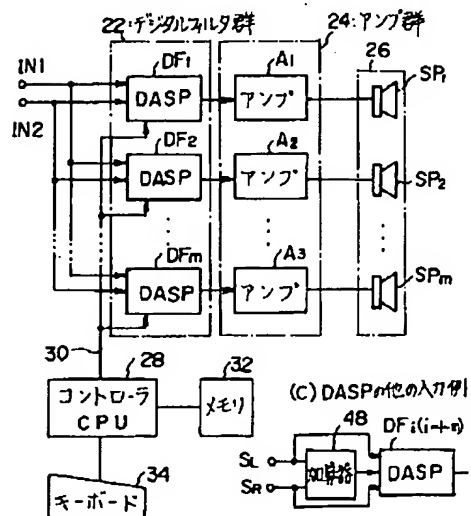 22:デジタルフィルタ群
24:アンプ群
DF1
A1
26
SP1
IN1
IN2
DASP
アンプ
DF2
A2
SP2
DASP
アンプ
DFm
A3
SPm
DASP
アンプ
30
28
32
コントローラ
CPU
メモリ
34
キーボード
(C) DASPの他の入力例
48
DFi(i←n)
SL
SR
加算器
DASP